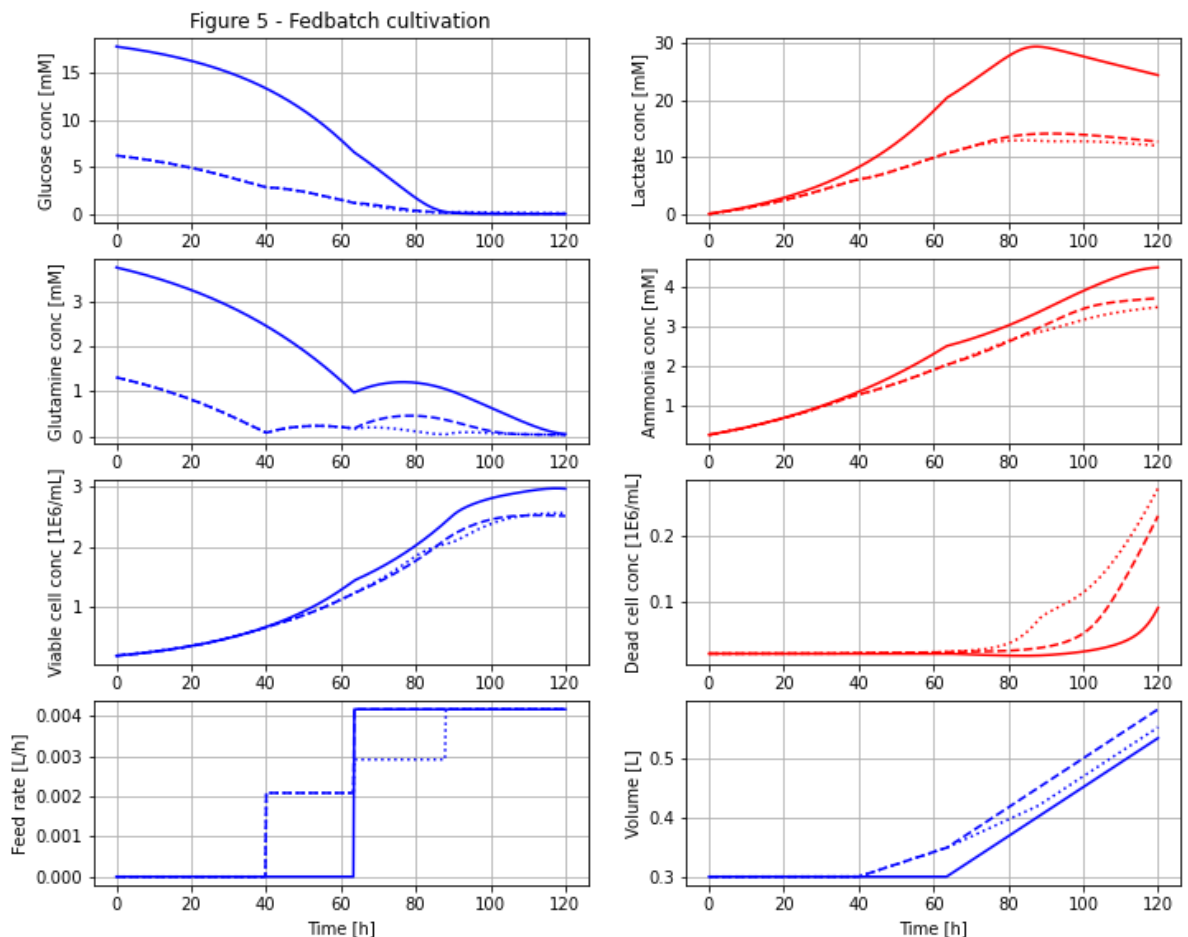 Figure 5 - Fedbatch cultivation
Glucose conc [mM]
15
10
5
0
0 20 40 60 80 100 120
Lactate conc [mM]
30
20
10
0
0 20 40 60 80 100 120
Glutamine conc [mM]
3
2
1
0
0 20 40 60 80 100 120
Ammonia conc [mM]
4
3
2
1
0 20 40 60 80 100 120
Viable cell conc [1E6/mL]
3
2
1
0 20 40 60 80 100 120
Dead cell conc [1E6/mL]
0.2
0.1
0 20 40 60 80 100 120
Feed rate [L/h]
0.004
0.003
0.002
0.001
0.000
0 20 40 60 80 100 120
Time [h]
Volume [L]
0.5
0.4
0.3
0 20 40 60 80 100 120
Time [h]